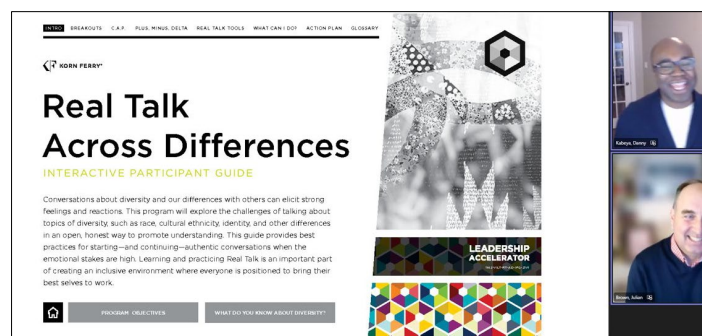 INTRO BREAKOUTS C.A.P. PLUS, MINUS, DELTA REAL TALK TOOLS WHAT CAN I DO? ACTION PLAN GLOSSARY
KORN FERRY
Real Talk
Across Differences
INTERACTIVE PARTICIPANT GUIDE
Conversations about diversity and our differences with others can elicit strong
feelings and reactions. This program will explore the challenges of talking about
topics of diversity, such as race, cultural ethnicity, identity, and other differences
in an open, honest way to promote understanding. This guide provides best
practices for starting—and continuing—authentic conversations when the
emotional stakes are high. Learning and practicing Real Talk is an important part
of creating an inclusive environment where everyone is positioned to bring their
best selves to work.
PROGRAM OBJECTIVES
WHAT DO YOU KNOW ABOUT DIVERSITY?
LEADERSHIP
ACCELERATOR
Kabeya, Danny
Julian